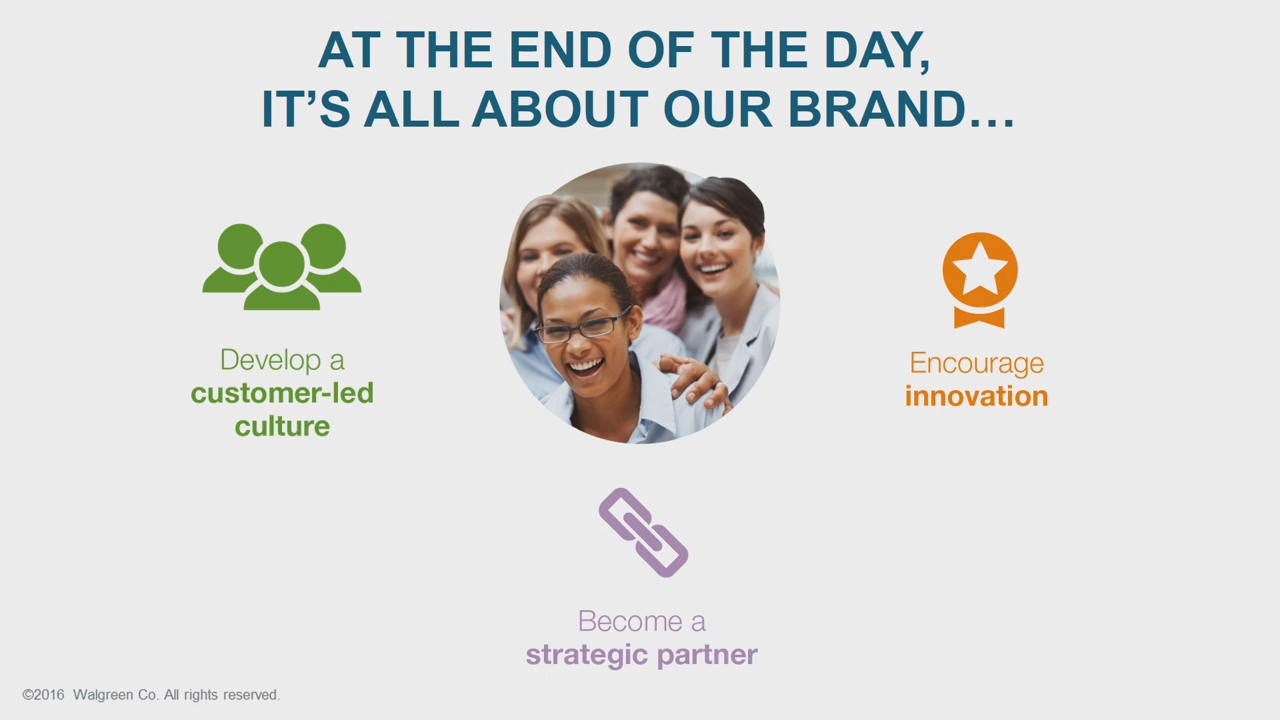 AT THE END OF THE DAY,
IT’S ALL ABOUT OUR BRAND…
Develop a
customer-led
culture
Encourage
innovation
Become a
strategic partner
©2016 Walgreen Co. All rights reserved.